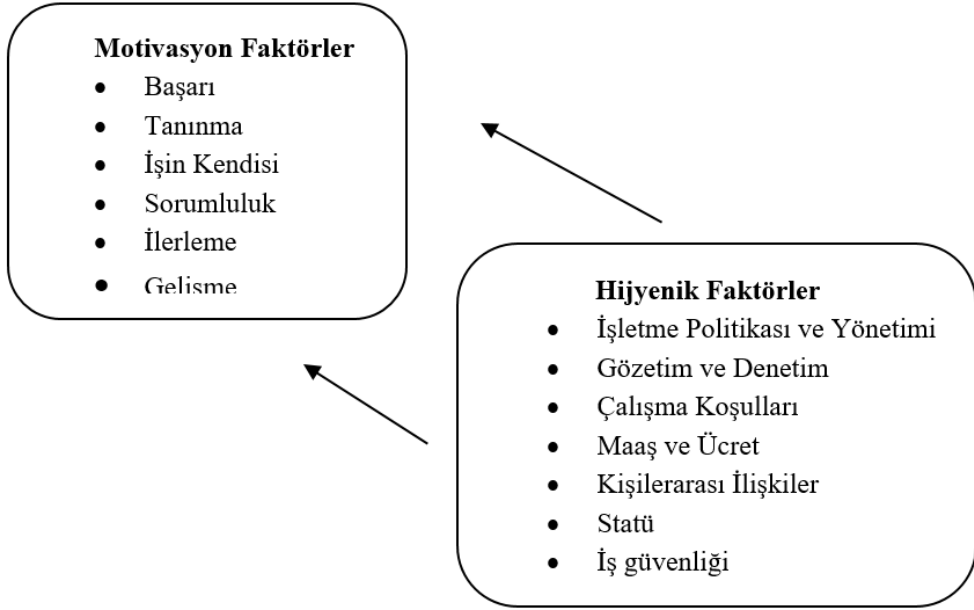 Motivasyon Faktörler
• Başarı
• Tanınma
• İşin Kendisi
• Sorumluluk
• İlerleme
• Gelişme
Hijyenik Faktörler
• İşletme Politikası ve Yönetimi
• Gözetim ve Denetim
• Çalışma Koşulları
• Maaş ve Ücret
• Kişilerarası İlişkiler
• Statü
• İş güvenliği